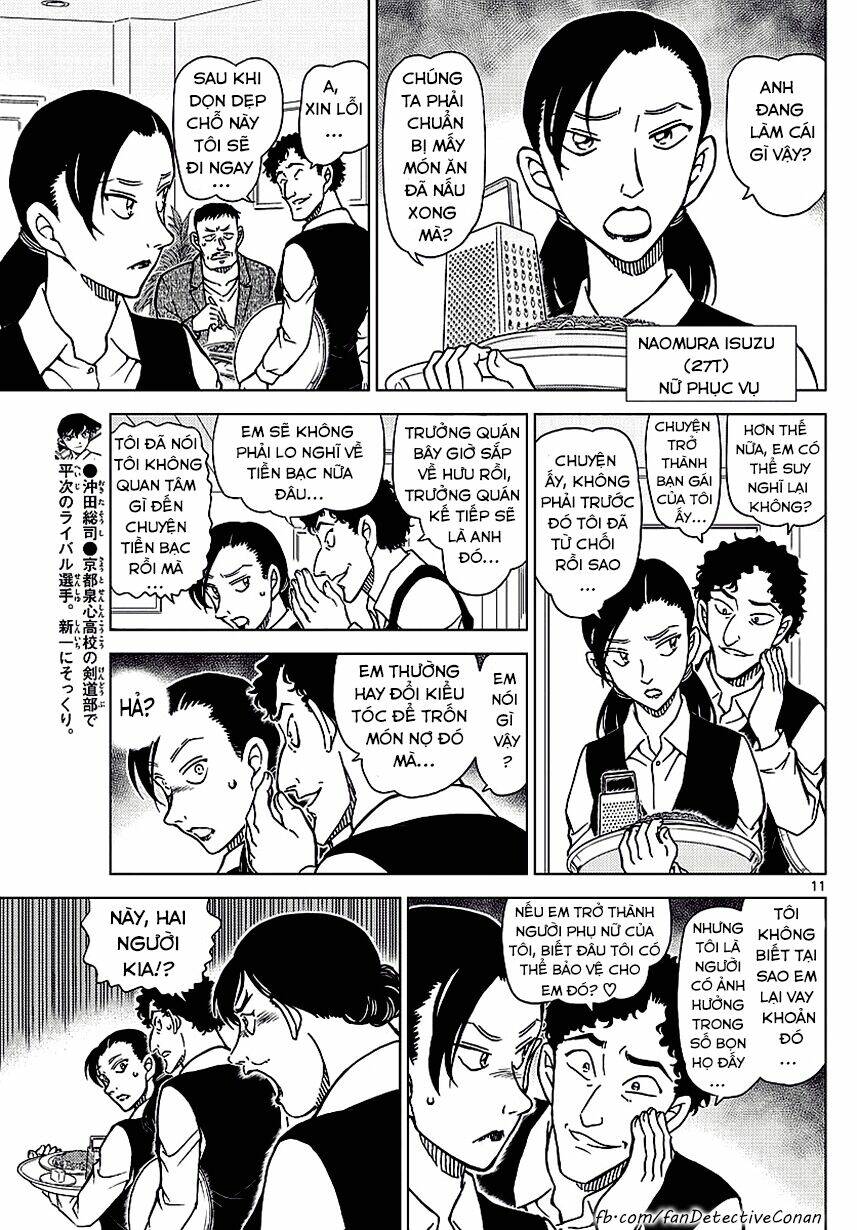 ANH
ĐANG
LÀM CÁI
GÌ VẬY?
CHÚNG
TA PHẢI
CHUẨN
BỊ MẤY
MÓN ĂN
ĐÃ NẤU
XONG
MÀ?
NAOMURA ISUZU
(27T)
NỮ PHỤC VỤ
A,
XIN LỖI
...
SAU KHI
DỌN DẸP
CHỖ NÀY
TÔI SẼ
ĐI NGAY
...
HƠN THẾ
NỮA, EM CÓ
THỂ SUY
NGHĨ LẠI
KHÔNG?
CHUYỆN
TRỞ
THÀNH
BẠN GÁI
CỦA TÔI
ẤY...
CHUYỆN
ẤY, KHÔNG
PHẢI TRƯỚC
ĐÓ TÔI ĐÃ
TỪ CHỐI
RỒI SAO
...
TRƯỞNG QUÁN
BÂY GIỜ SẮP
VỀ HƯU RỒI,
TRƯỞNG QUÁN
KẾ TIẾP SẼ
LÀ ANH
ĐÓ...
EM SẼ KHÔNG
PHẢI LO NGHĨ VỀ
TIỀN BẠC NỮA
ĐÂU...
TÔI ĐÃ NÓI
TÔI KHÔNG
QUAN TÂM
GÌ ĐẾN
CHUYỆN
TIỀN BẠC
RỒI MÀ
●沖田総司●京都泉心高校の剣道部で
平次のライバル選手。新一にそっくり。
EM
NÓI
GÌ
VẬY?
EM THƯỜNG
HAY ĐỔI KIỂU
TÓC ĐỂ TRỐN
MÓN NỢ ĐÓ
MÀ...
HẢ?
11
TÔI
KHÔNG
BIẾT TẠI
SAO EM
LẠI VAY
KHOẢN
ĐÓ
...
NHƯNG
TÔI LÀ
NGƯỜI
CÓ ẢNH
HƯỞNG
TRONG
SỐ BỌN
HỌ ĐẤY
...
NẾU EM TRỞ THÀNH
NGƯỜI PHỤ NỮ CỦA
TÔI, BIẾT ĐÂU TÔI CÓ
THỂ BẢO VỆ CHO
EM ĐÓ? ♡
NÀY, HAI
NGƯỜI
KIA!?
fb.com/fanDetectiveConan